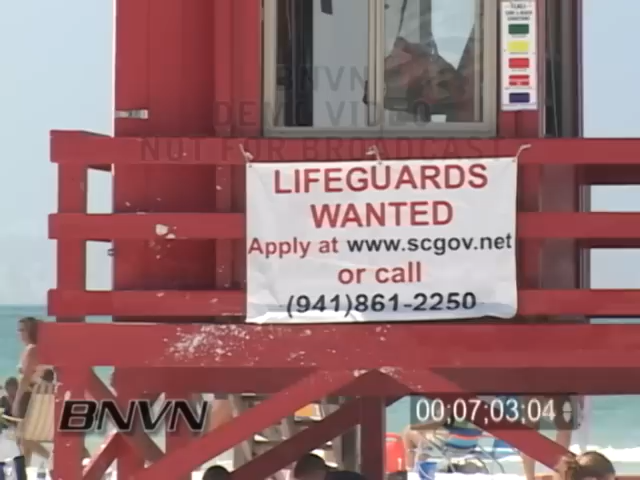 BNVN
DEMO VIDEO
NOT FOR BROADCAST
LIFEGUARDS
WANTED
Apply at www.scgov.net
or call
(941)861-2250
BNVN
00:07;03;04